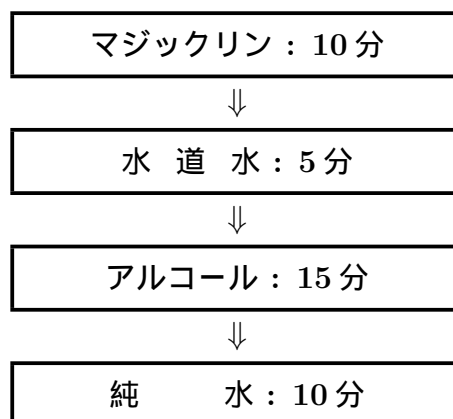 マジックリン : 10 分
⇓
水 道 水 : 5 分
⇓
アルコール : 15 分
⇓
純 水 : 10 分